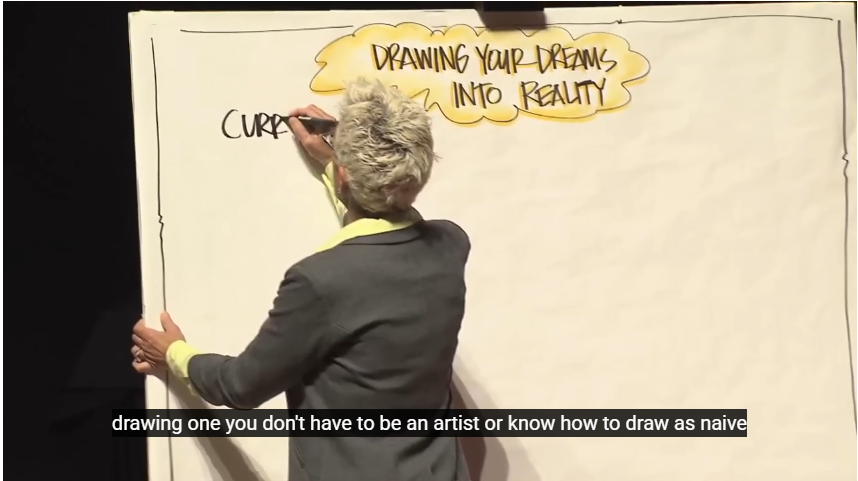 DRAWING YOUR DREAMS
INTO REALITY
CURR
drawing one you don't have to be an artist or know how to draw as naive